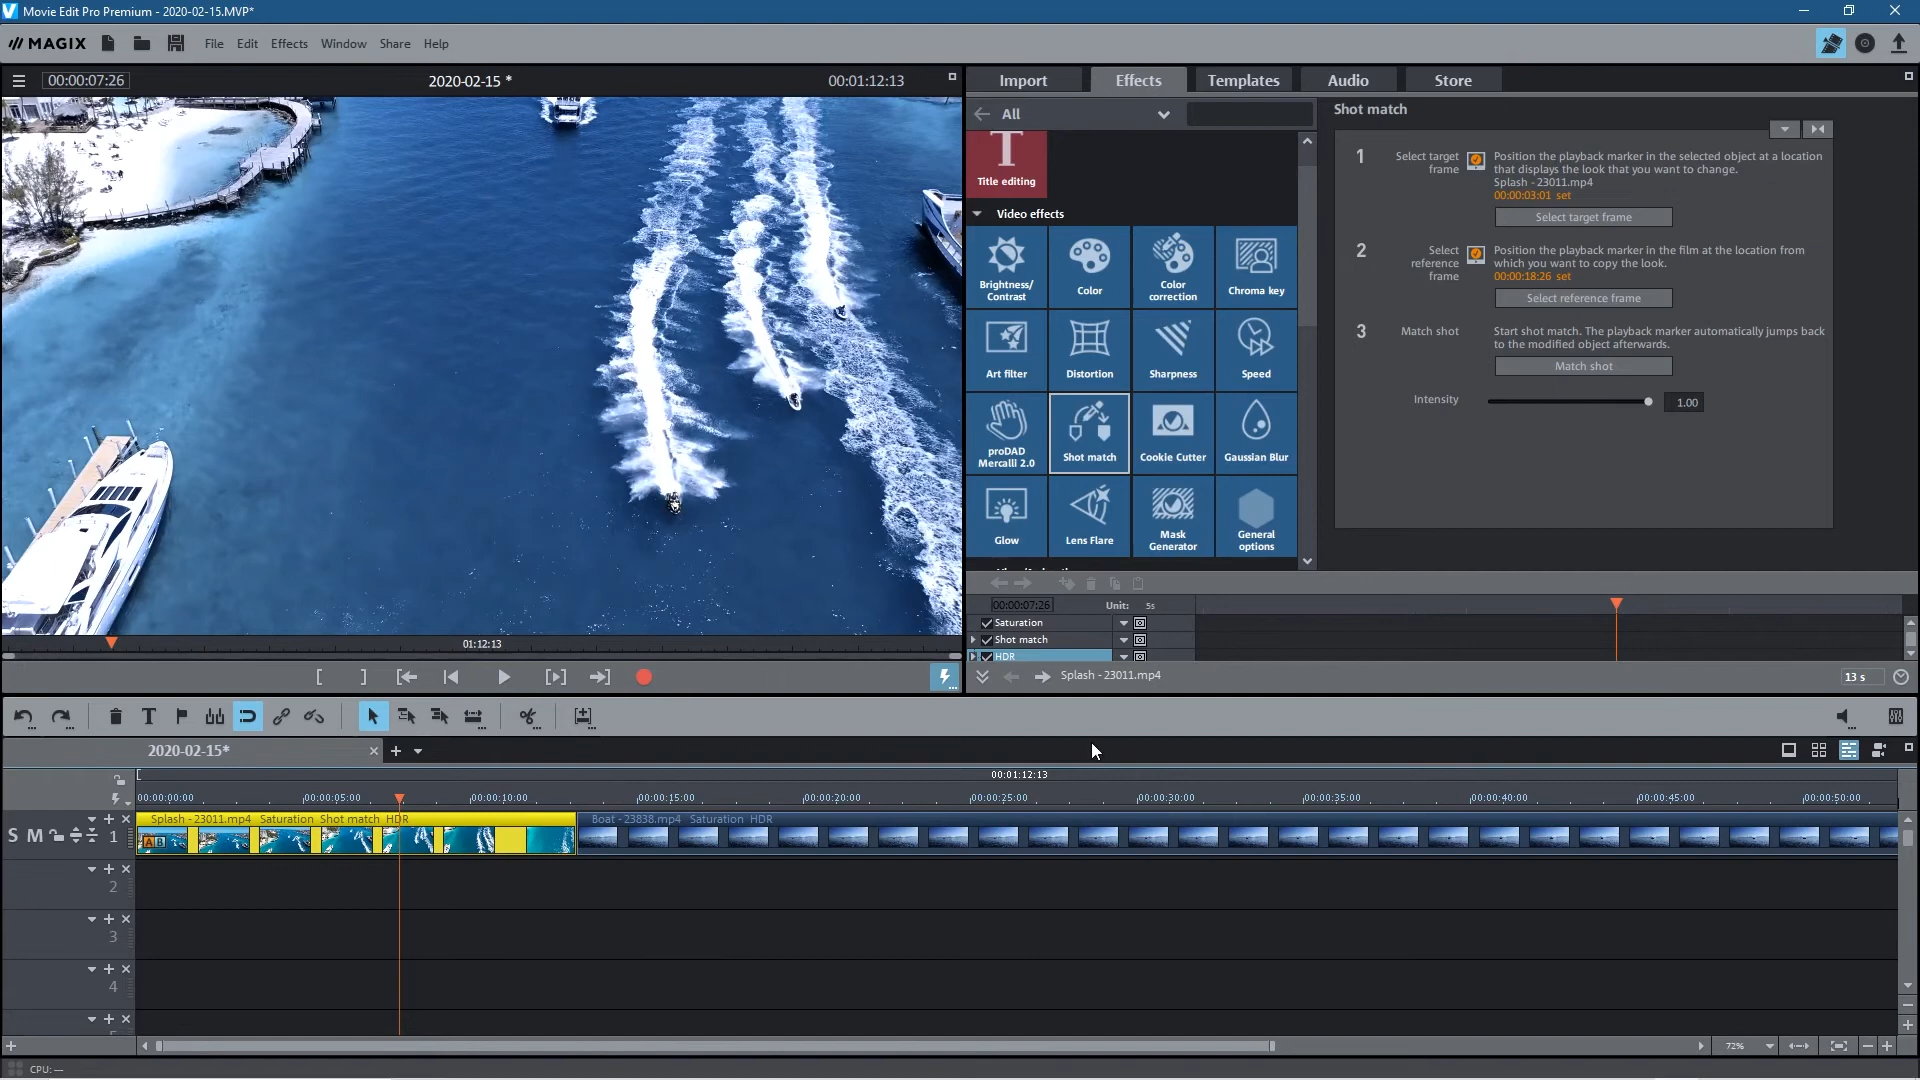 Movie Edit Pro Premium - 2020-02-15.MVP*
MAGIX
File Edit Effects Window Share Help
00:00:07:26
2020-02-15 *
00:01:12:13
Import Effects Templates Audio Store
All
Title editing
Video effects
Brightness/
Contrast
Color
Color
correction
Chroma key
Art filter
Distortion
Sharpness
Speed
proDAD
Mercalli 2.0
Shot match
Cookie Cutter
Gaussian Blur
Glow
Lens Flare
Mask
Generator
General
options
Shot match
1
Select target
frame
Position the playback marker in the selected object at a location
that displays the look that you want to change.
Splash - 23011.mp4
00:00:03:01 set
Select target frame
2
Select
reference
frame
Position the playback marker in the film at the location from
which you want to copy the look.
00:00:18:26 set
Select reference frame
3
Match shot
Start shot match. The playback marker automatically jumps back
to the modified object afterwards.
Match shot
Intensity
1.00
00:00:07:26
Unit: 5s
Saturation
Shot match
HDR
Splash - 23011.mp4
13 s
01:12:13
2020-02-15*
00:01:12:13
00:00:00:00 00:00:05:00 00:00:10:00 00:00:15:00 00:00:20:00 00:00:25:00 00:00:30:00 00:00:35:00 00:00:40:00 00:00:45:00 00:00:50:00
Splash - 23011.mp4 Saturation Shot match HDR
Boat - 23838.mp4 Saturation HDR
A B
S M 1
2
3
4
72%
CPU: —